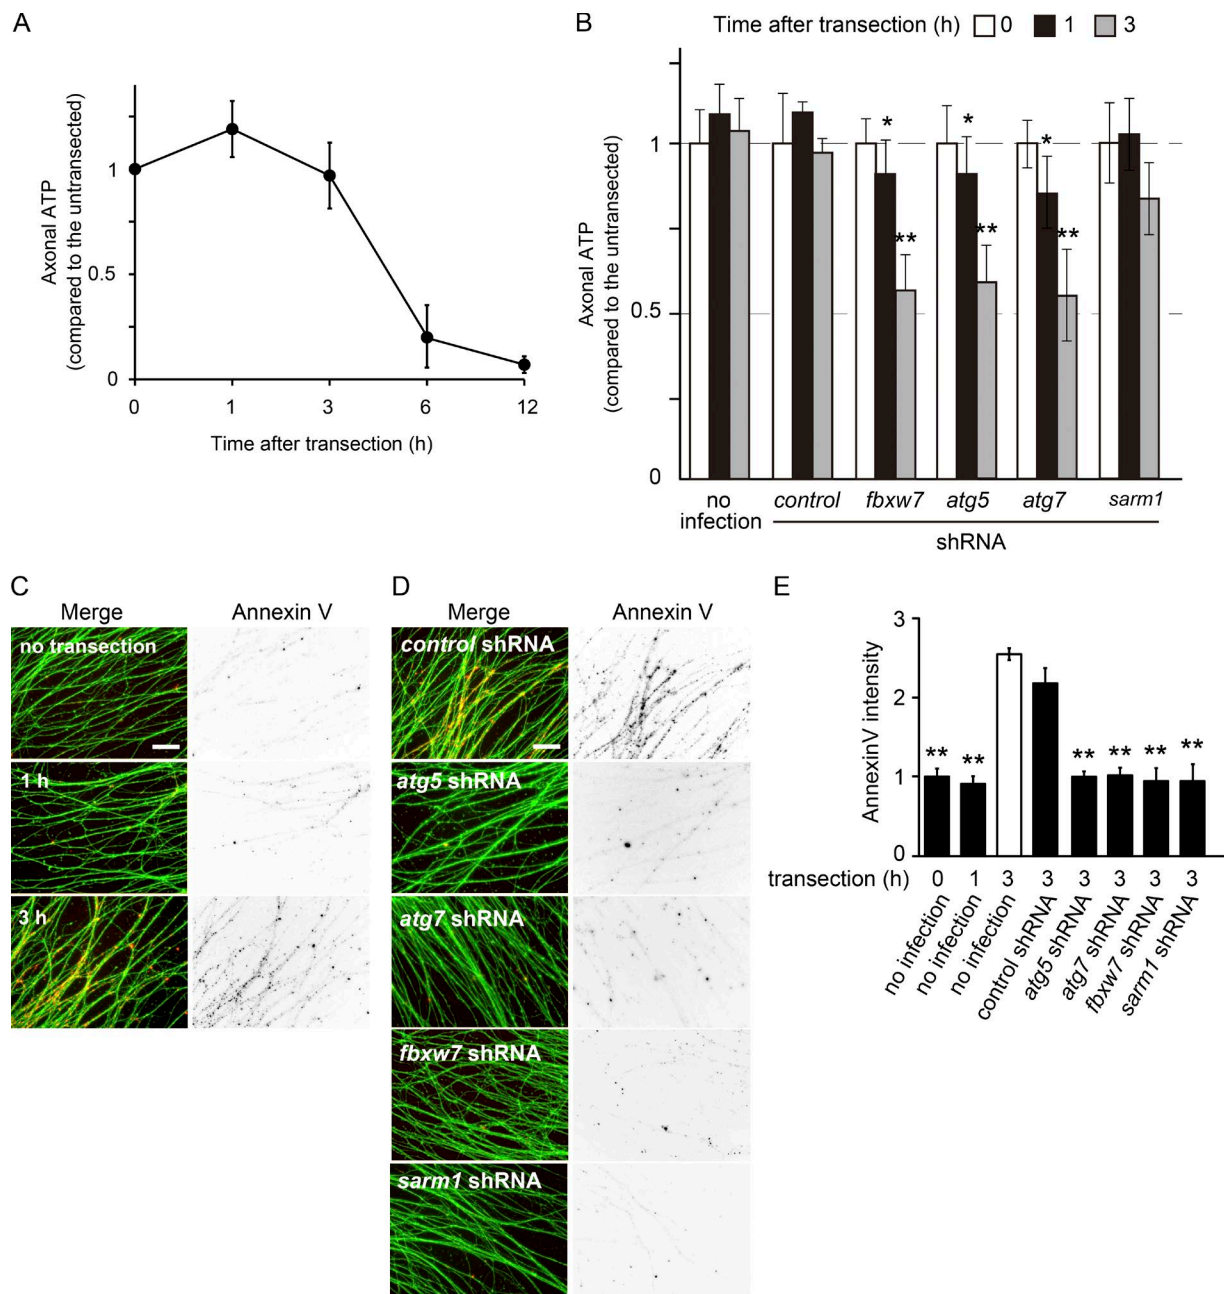 A
Axonal ATP
(compared to the untransected)
1
0.5
0
0 1 3 6 12
Time after transection (h)
B
Time after transection (h) 0 1 3
Axonal ATP
(compared to the untransected)
1
0.5
0
* * *
** ** **
no infection
control fbxw7 atg5 atg7 sarm1
shRNA
C
Merge Annexin V
no transection
1 h
3 h
D
Merge Annexin V
control shRNA
atg5 shRNA
atg7 shRNA
fbxw7 shRNA
sarm1 shRNA
E
AnnexinV intensity
3
2
1
0
** ** ** ** ** **
transection (h) 0 1 3 3 3 3 3 3
no infection
no infection
no infection
control shRNA
atg5 shRNA
atg7 shRNA
fbxw7 shRNA
sarm1 shRNA